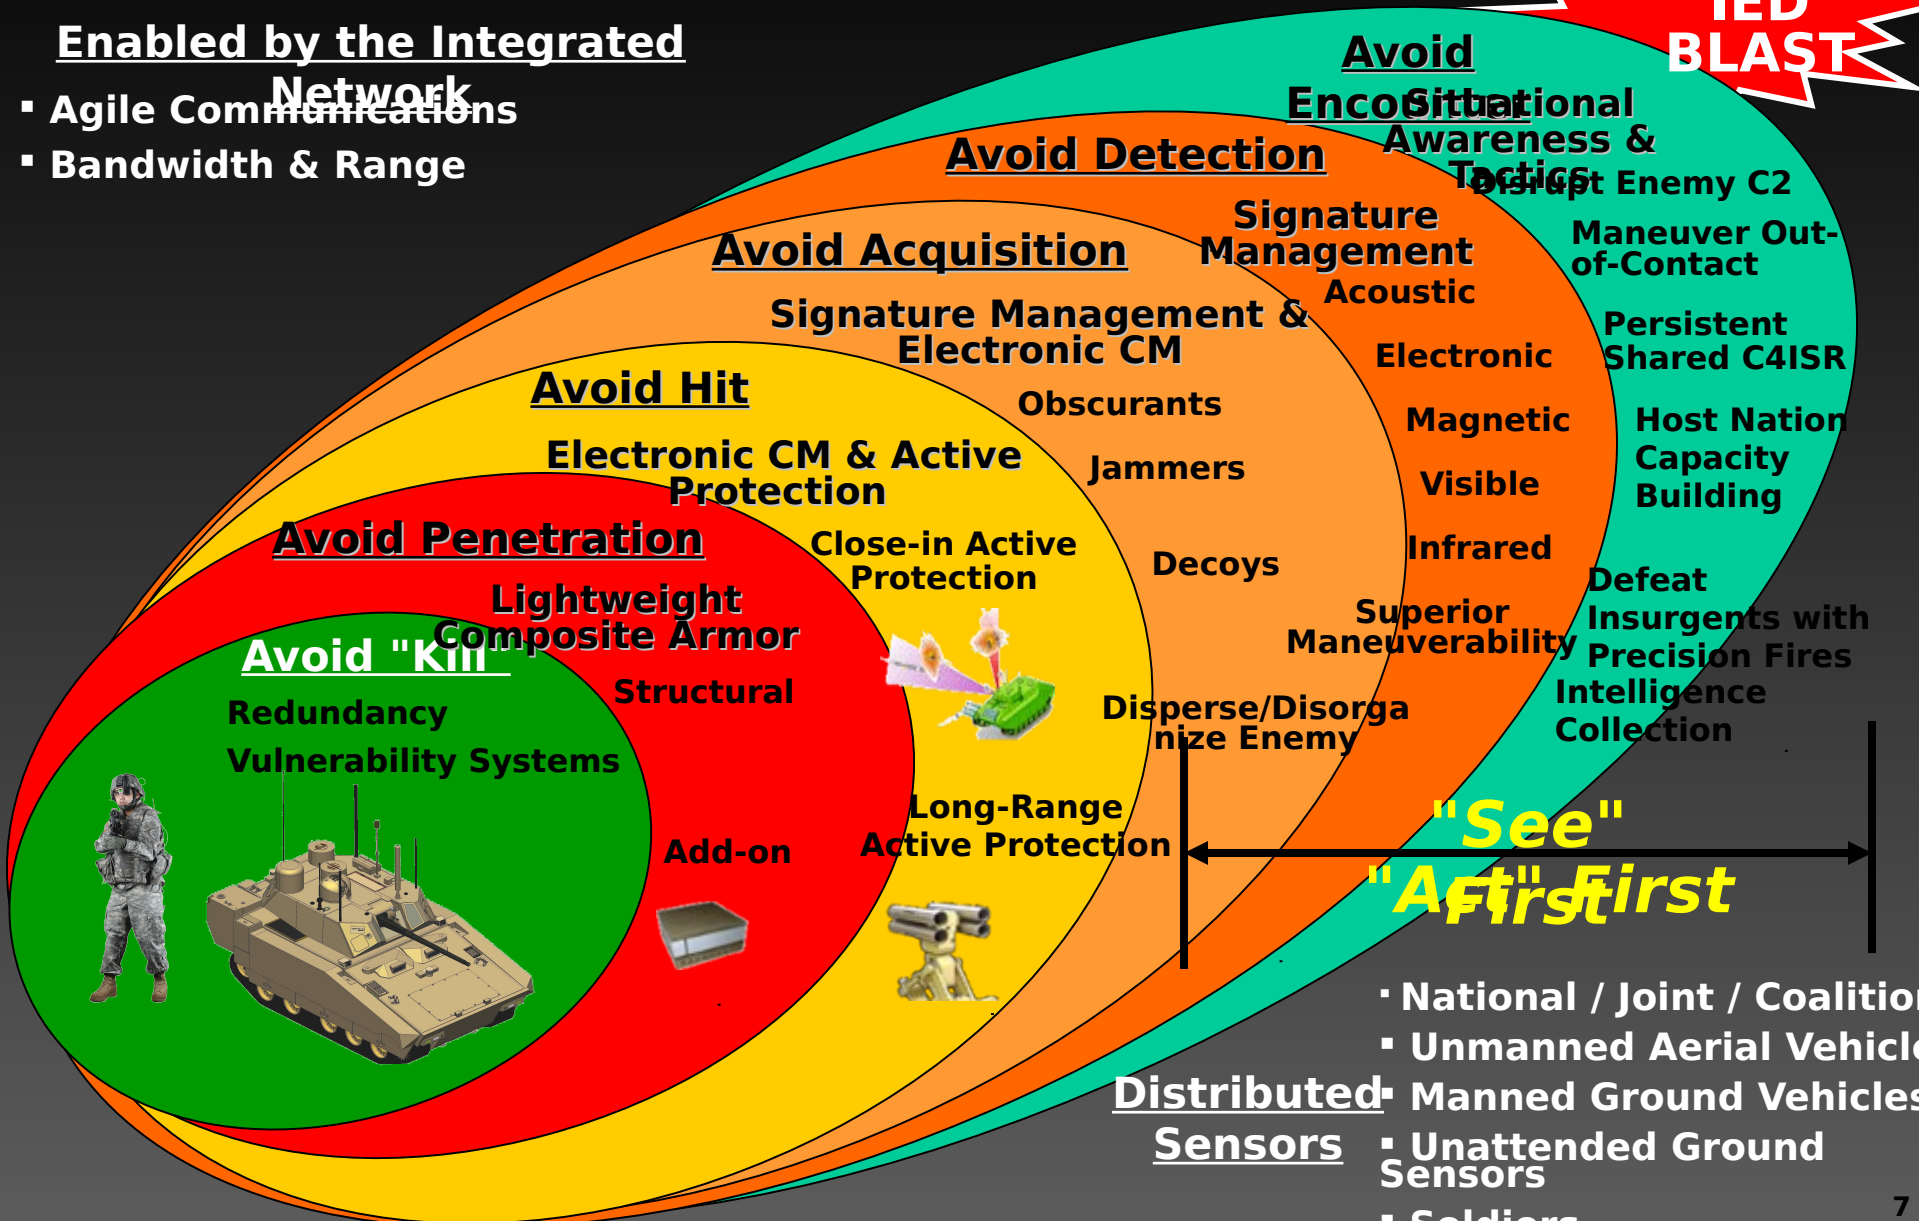 Enabled by the Integrated
Network
▪ Agile Communications
▪ Bandwidth & Range
IED
BLAST
Avoid
Encounter
Situational
Awareness &
Tactics
Disrupt Enemy C2
Maneuver Out-
of-Contact
Persistent
Shared C4ISR
Host Nation
Capacity
Building
Defeat
Insurgents with
Precision Fires
Intelligence
Collection
Avoid Detection
Signature
Management
Acoustic
Electronic
Magnetic
Visible
Infrared
Superior
Maneuverability
Avoid Acquisition
Signature Management &
Electronic CM
Obscurants
Jammers
Decoys
Disperse/Disorga
nize Enemy
Avoid Hit
Electronic CM & Active
Protection
Close-in Active
Protection
Long-Range
Active Protection
Avoid Penetration
Lightweight
Composite Armor
Structural
Add-on
Avoid "Kill"
Redundancy
Vulnerability Systems
"See"
First
"Act" First
Distributed
Sensors
▪ National / Joint / Coalition
▪ Unmanned Aerial Vehicle
▪ Manned Ground Vehicles
▪ Unattended Ground
Sensors
▪ Soldiers
7